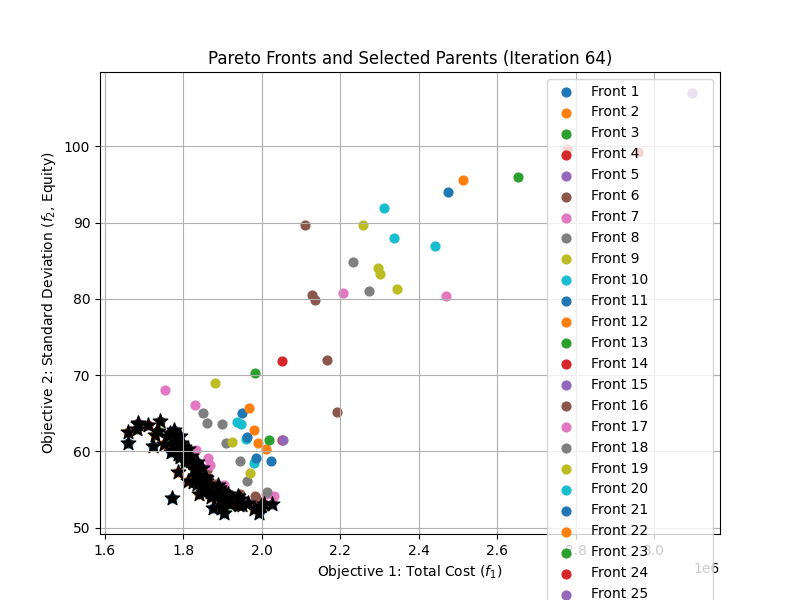 Pareto Fronts and Selected Parents (Iteration 64)
Objective 2: Standard Deviation (f2, Equity)
100
90
80
70
60
50
1.6 1.8 2.0 2.2 2.4 2.6 2.8 3.0
1e6
Objective 1: Total Cost (f1)
Front 1
Front 2
Front 3
Front 4
Front 5
Front 6
Front 7
Front 8
Front 9
Front 10
Front 11
Front 12
Front 13
Front 14
Front 15
Front 16
Front 17
Front 18
Front 19
Front 20
Front 21
Front 22
Front 23
Front 24
Front 25